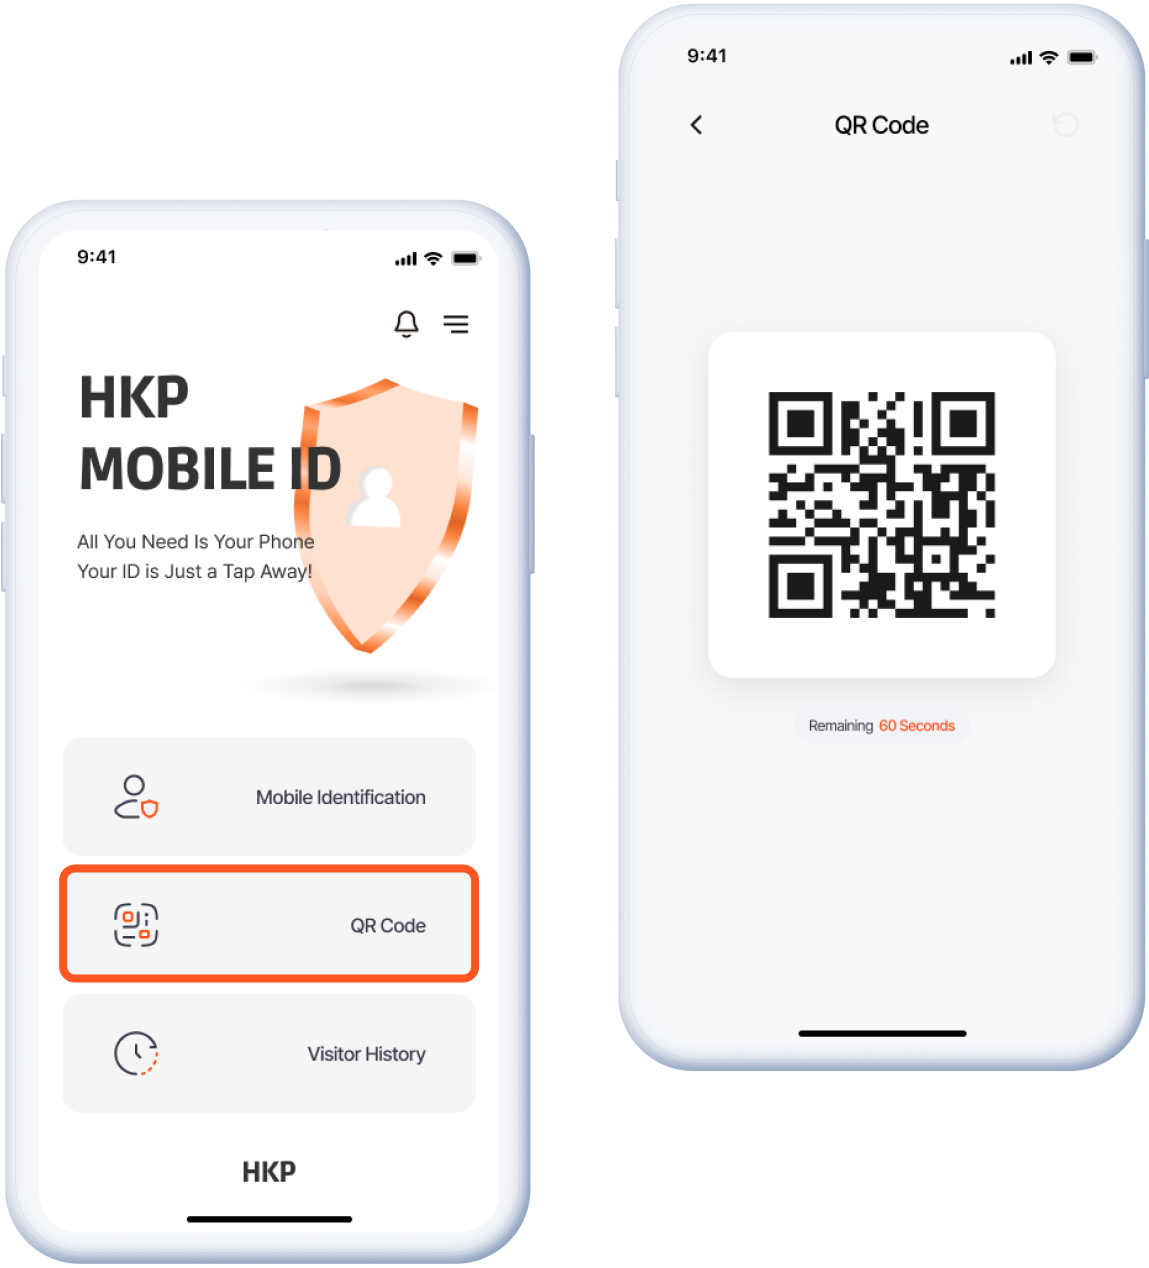 9:41
HKP
MOBILE ID
All You Need Is Your Phone
Your ID is Just a Tap Away!
Mobile Identification
QR Code
Visitor History
HKP
9:41
QR Code
Remaining 60 Seconds